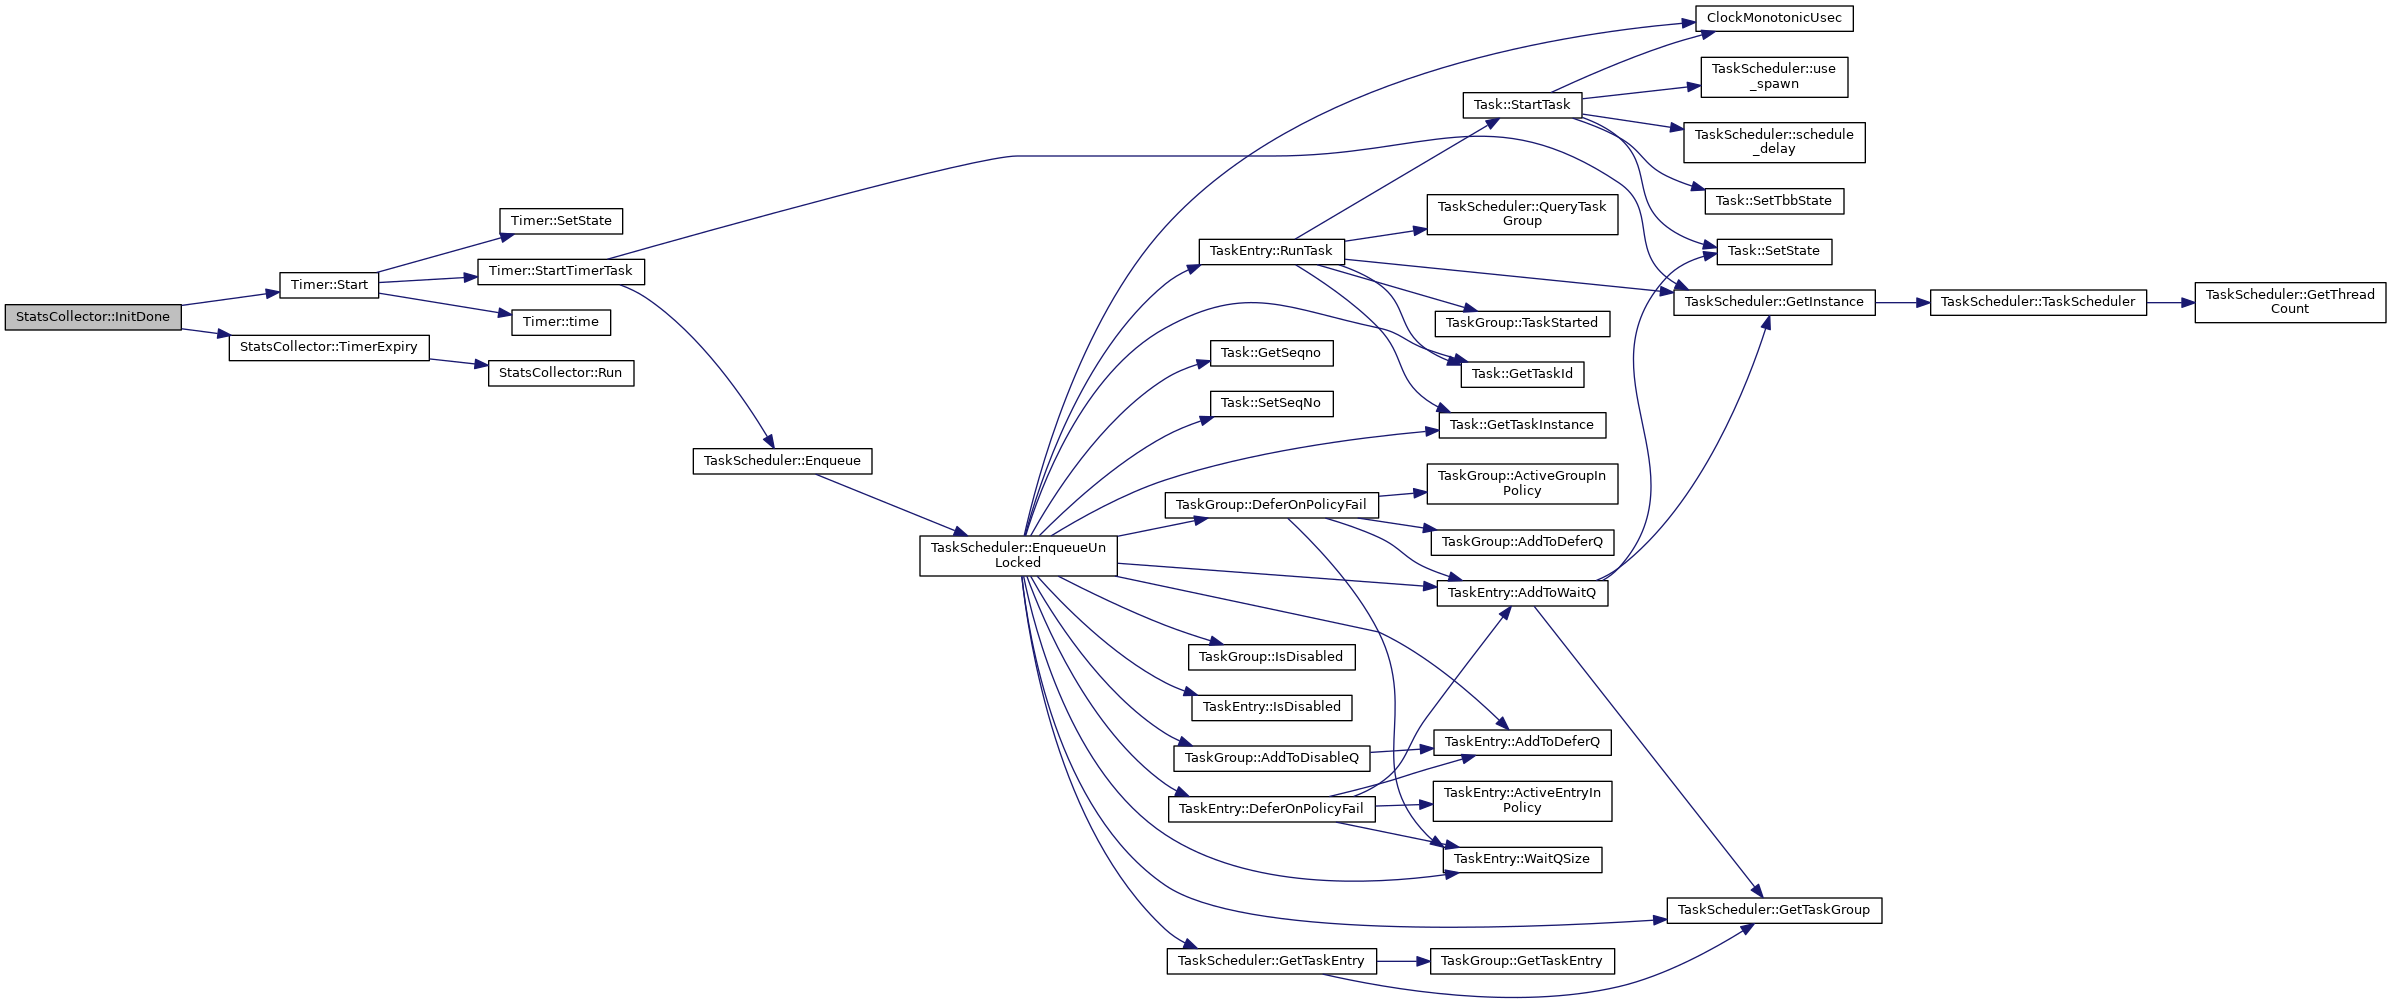 StatsCollector::InitDone
Timer::Start
StatsCollector::TimerExpiry
Timer::SetState
Timer::StartTimerTask
Timer::time
StatsCollector::Run
TaskScheduler::Enqueue
TaskScheduler::EnqueueUn
Locked
TaskEntry::RunTask
Task::GetSeqno
Task::SetSeqNo
TaskGroup::DeferOnPolicyFail
TaskGroup::IsDisabled
TaskEntry::IsDisabled
TaskGroup::AddToDisableQ
TaskEntry::DeferOnPolicyFail
TaskScheduler::GetTaskEntry
Task::StartTask
TaskScheduler::QueryTask
Group
TaskGroup::TaskStarted
Task::GetTaskId
Task::GetTaskInstance
TaskGroup::ActiveGroupIn
Policy
TaskGroup::AddToDeferQ
TaskEntry::AddToWaitQ
TaskEntry::AddToDeferQ
TaskEntry::ActiveEntryIn
Policy
TaskEntry::WaitQSize
TaskGroup::GetTaskEntry
ClockMonotonicUsec
TaskScheduler::use
_spawn
TaskScheduler::schedule
_delay
Task::SetTbbState
Task::SetState
TaskScheduler::GetInstance
TaskScheduler::GetTaskGroup
TaskScheduler::TaskScheduler
TaskScheduler::GetThread
Count